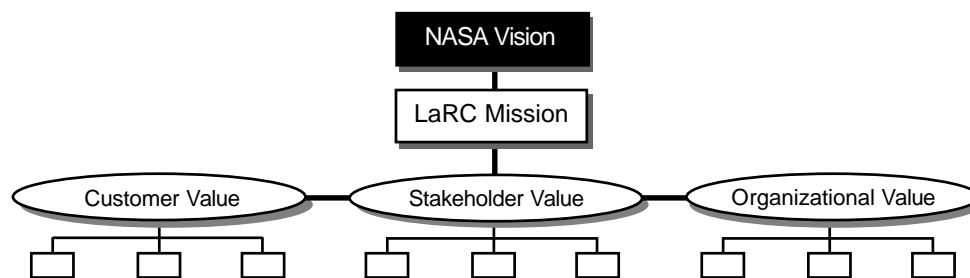 NASA Vision
LaRC Mission
Customer Value
Stakeholder Value
Organizational Value